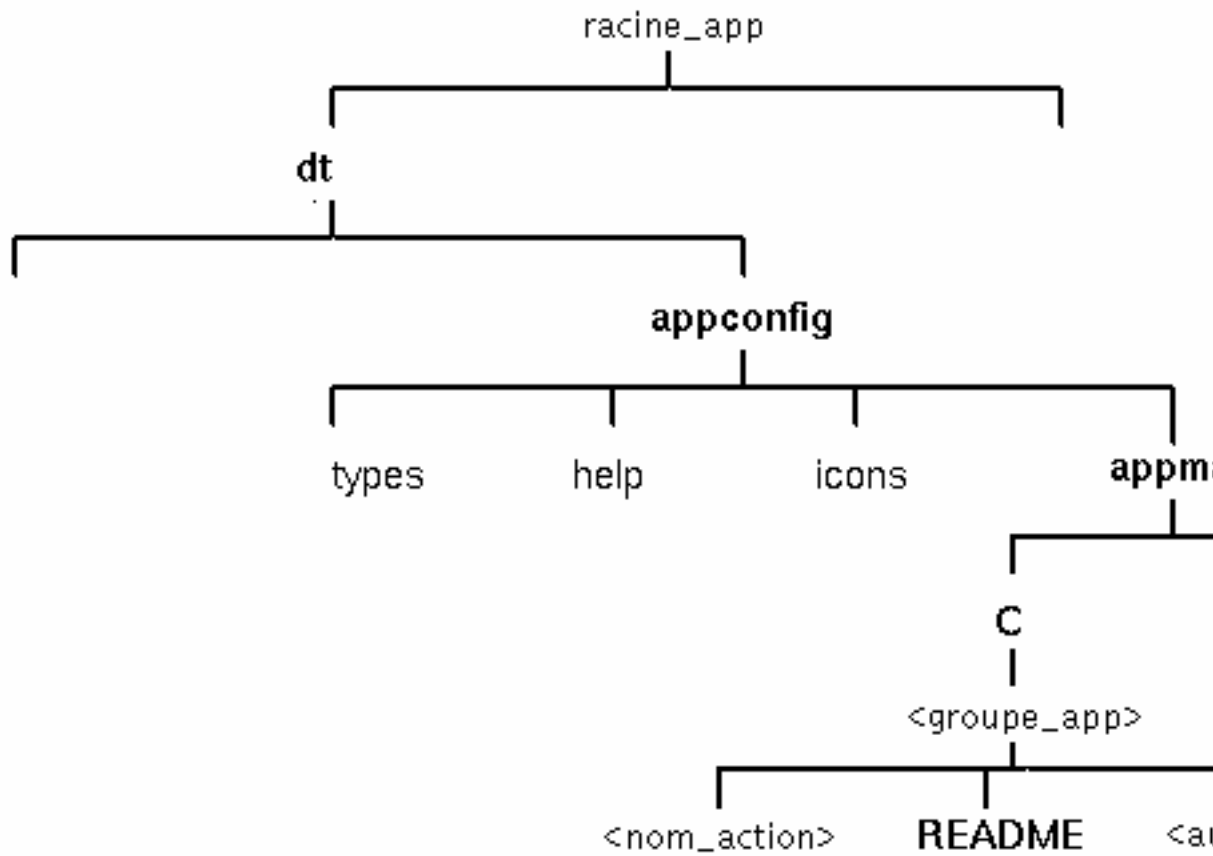 racine_app
dt
appconfig
types help icons
C
<groupe_app>
<nom_action> README